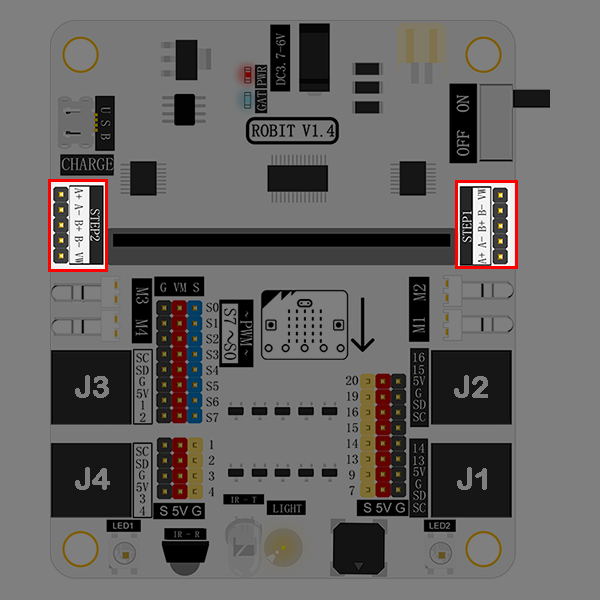 DC3.7-6V
PWR
GAT
ON
OFF
USB
ROBIT V1.4
CHARGE
A+ A- B+ B- VM
STEP2
STEP1
A+ A- B+ B- VM
M3
M4
G VM S
S0
S1
S2
S3
S4
S5
S6
S7
~PWM~
S7~S0
M2
M1
J3
SC
SD
G
5V
1
2
20
19
16
15
14
13
9
7
S 5V G
16
15
5V
G
SD
SC
J2
J4
SC
SD
G
5V
3
4
1
2
3
4
S 5V G
14
13
5V
G
SD
SC
J1
LED1
IR-R
IR-T
LIGHT
LED2